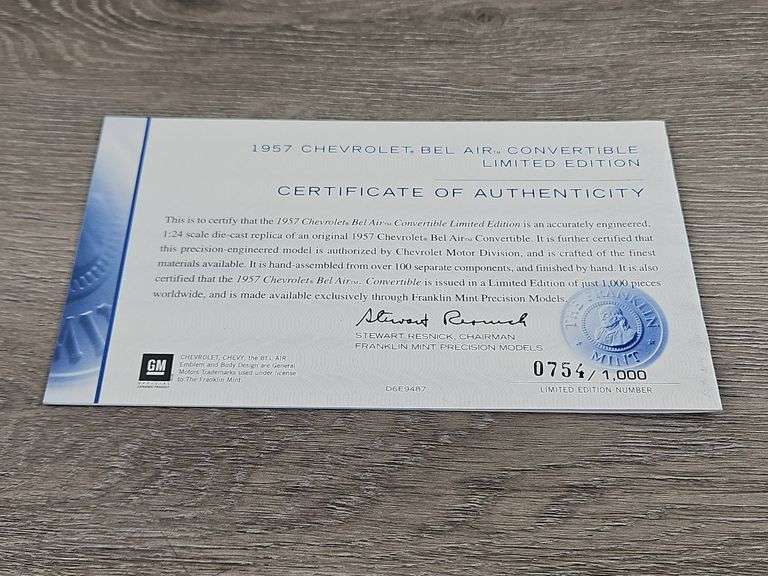 1957 CHEVROLET® BEL AIR™ CONVERTIBLE
LIMITED EDITION
CERTIFICATE OF AUTHENTICITY
This is to certify that the 1957 Chevrolet® Bel Air™ Convertible Limited Edition is an accurately engineered,
1:24 scale die-cast replica of an original 1957 Chevrolet® Bel Air™ Convertible. It is further certified that
this precision-engineered model is authorized by Chevrolet Motor Division, and is crafted of the finest
materials available. It is hand-assembled from over 100 separate components, and finished by hand. It is also
certified that the 1957 Chevrolet® Bel Air™ Convertible is issued in a Limited Edition of just 1,000 pieces
worldwide, and is made available exclusively through Franklin Mint Precision Models.
Stewart Resnick
STEWART RESNICK, CHAIRMAN
FRANKLIN MINT PRECISION MODELS
THE FRANKLIN
MINT
0754/1,000
LIMITED EDITION NUMBER
GM
CHEVROLET, CHEVY, the BEL AIR
Emblem and Body Design are General
Motors Trademarks used under license
to The Franklin Mint.
D6E9487